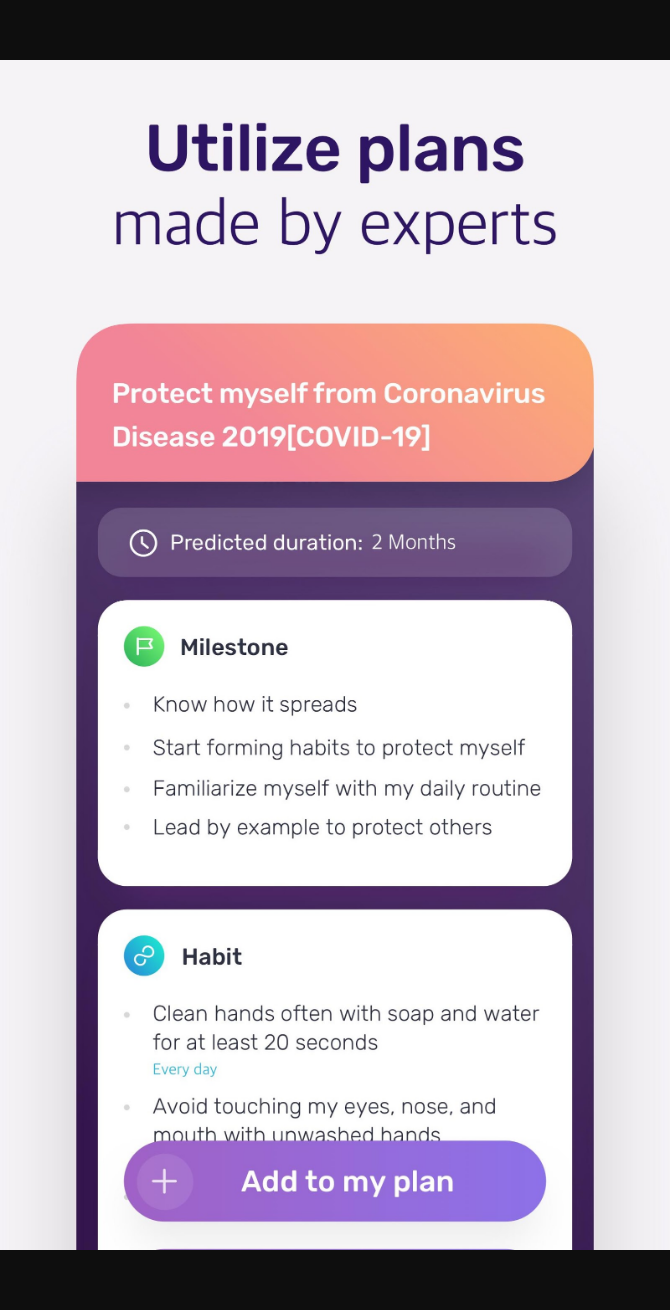 Utilize plans
made by experts
Protect myself from Coronavirus
Disease 2019[COVID-19]
Predicted duration: 2 Months
Milestone
Know how it spreads
Start forming habits to protect myself
Familiarize myself with my daily routine
Lead by example to protect others
Habit
Clean hands often with soap and water
for at least 20 seconds
Every day
Avoid touching my eyes, nose, and
mouth with unwashed hands
Add to my plan